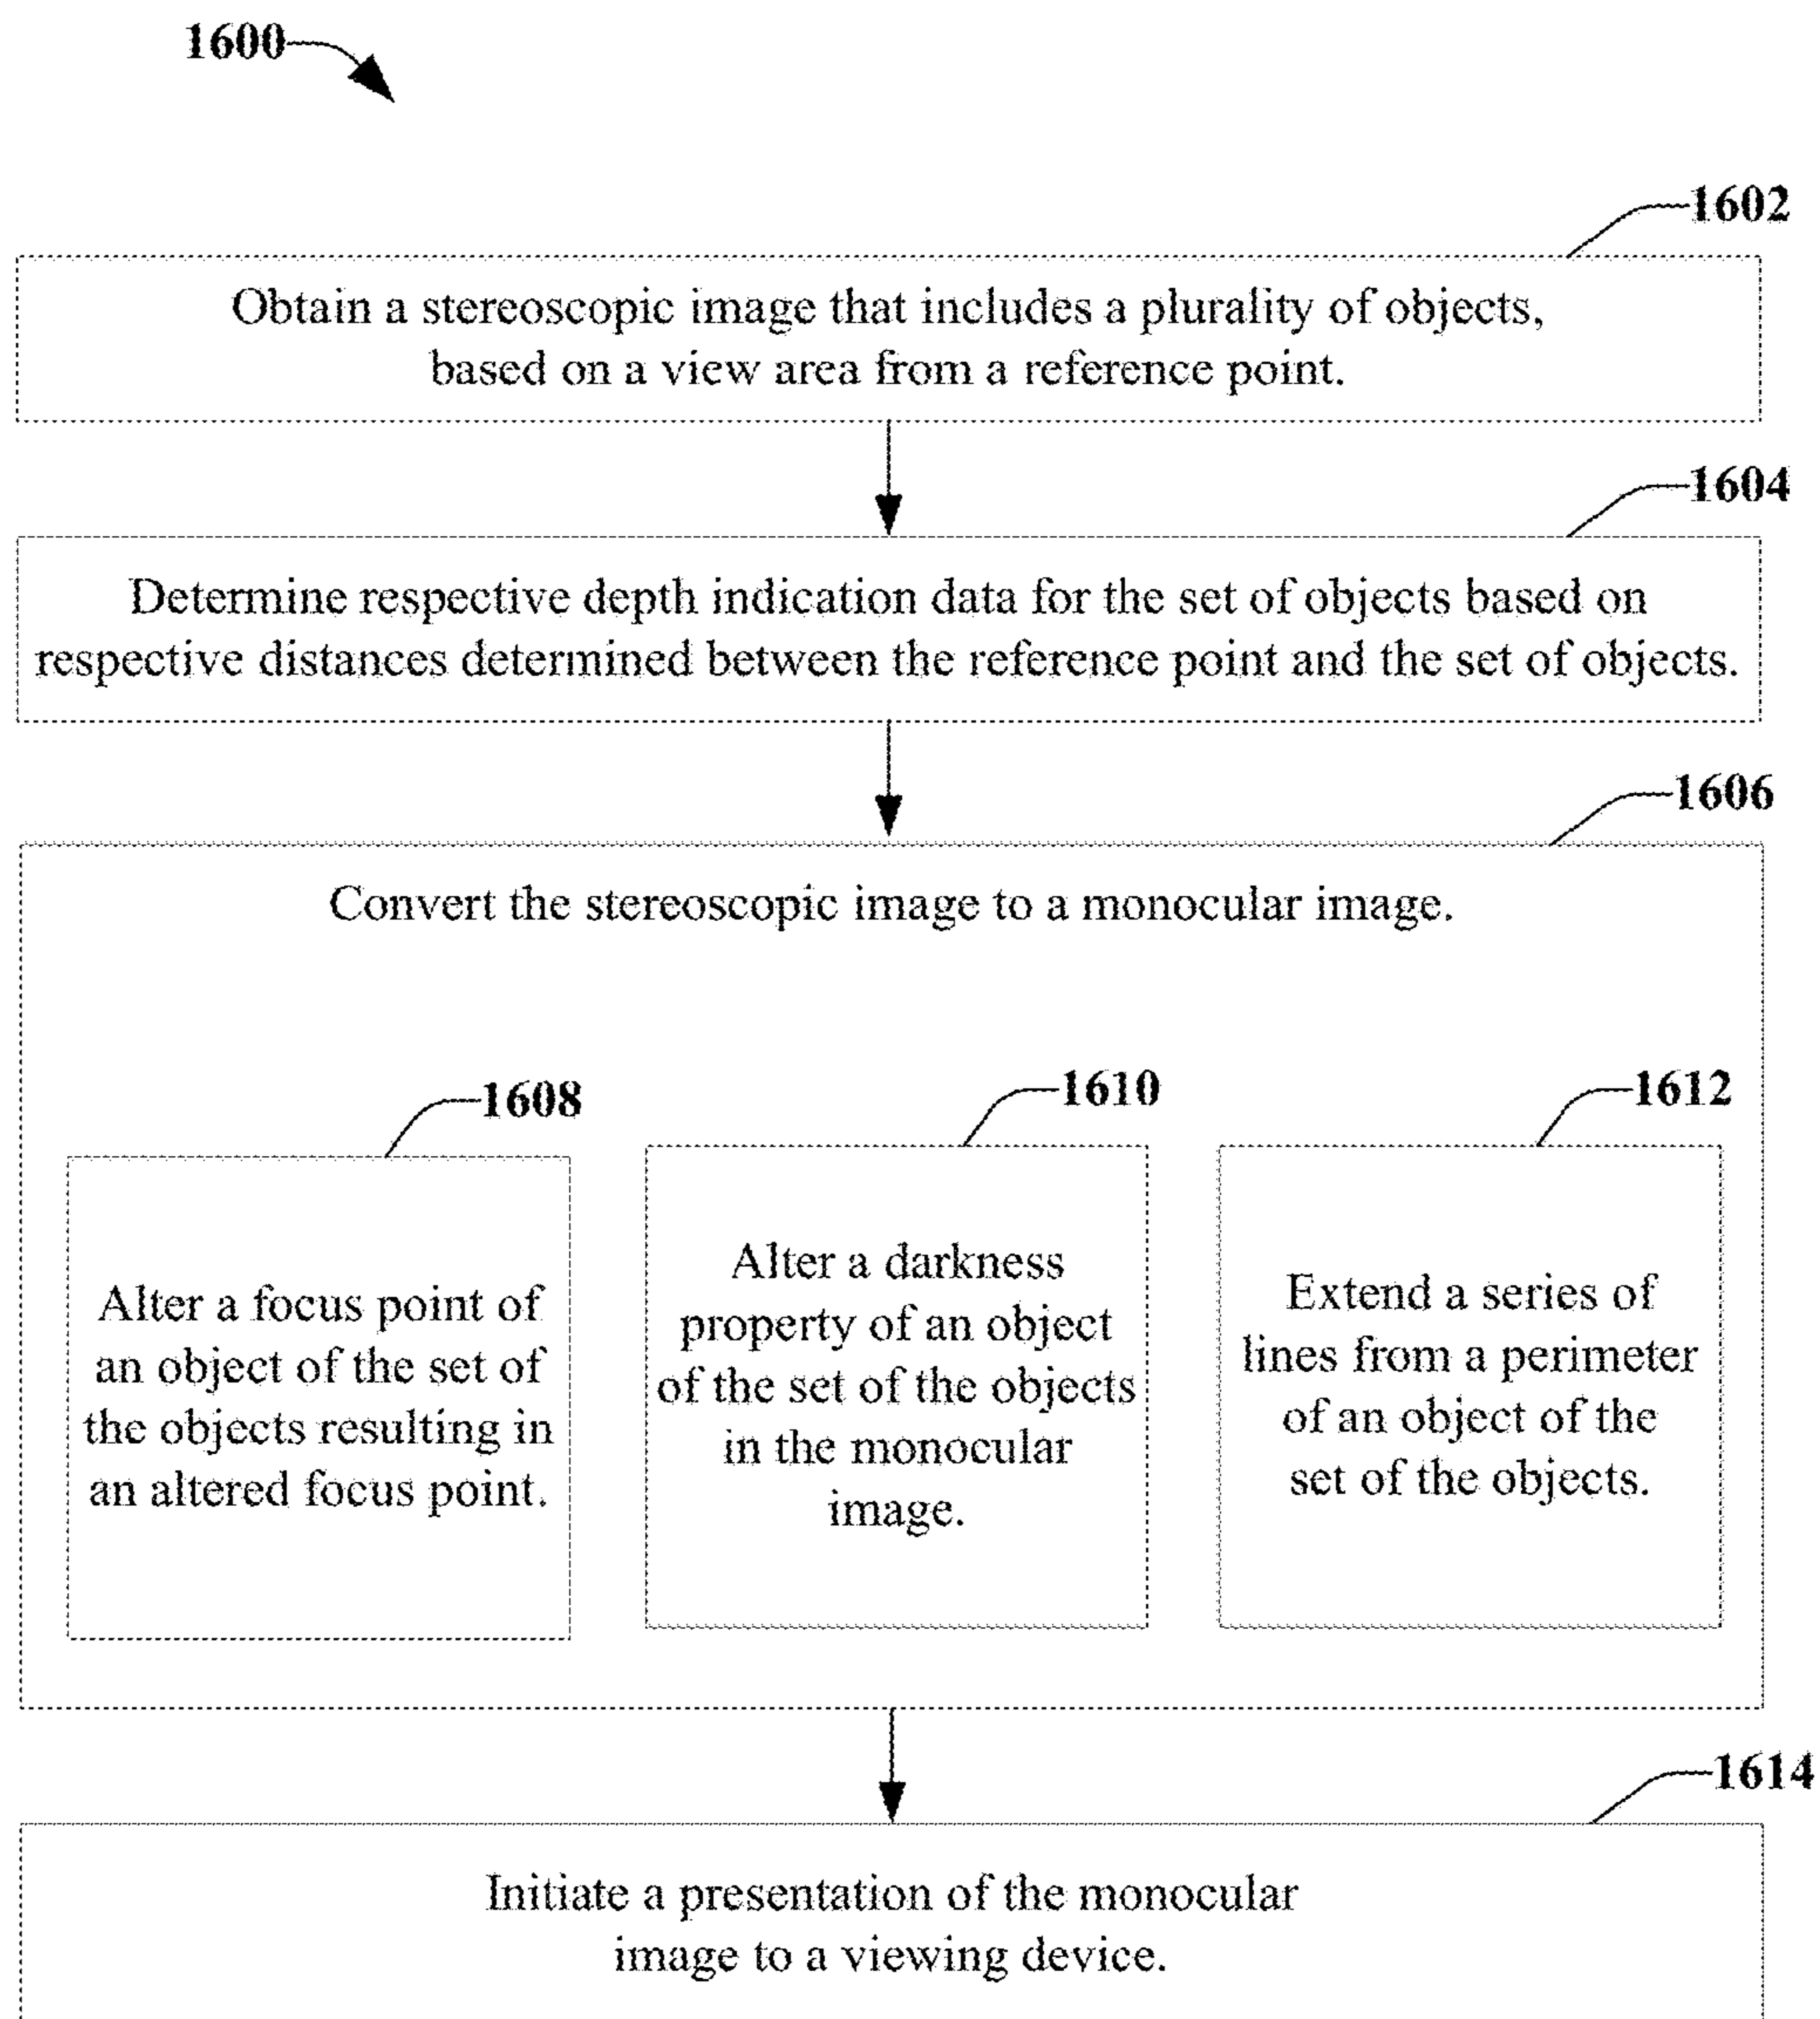 1600
1602
Obtain a stereoscopic image that includes a plurality of objects,
based on a view area from a reference point.
1604
Determine respective depth indication data for the set of objects based on
respective distances determined between the reference point and the set of objects.
1606
Convert the stereoscopic image to a monocular image.
1608
Alter a focus point of
an object of the set of
the objects resulting in
an altered focus point.
1610
Alter a darkness
property of an object
of the set of the objects
in the monocular
image.
1612
Extend a series of
lines from a perimeter
of an object of the
set of the objects.
1614
Initiate a presentation of the monocular
image to a viewing device.